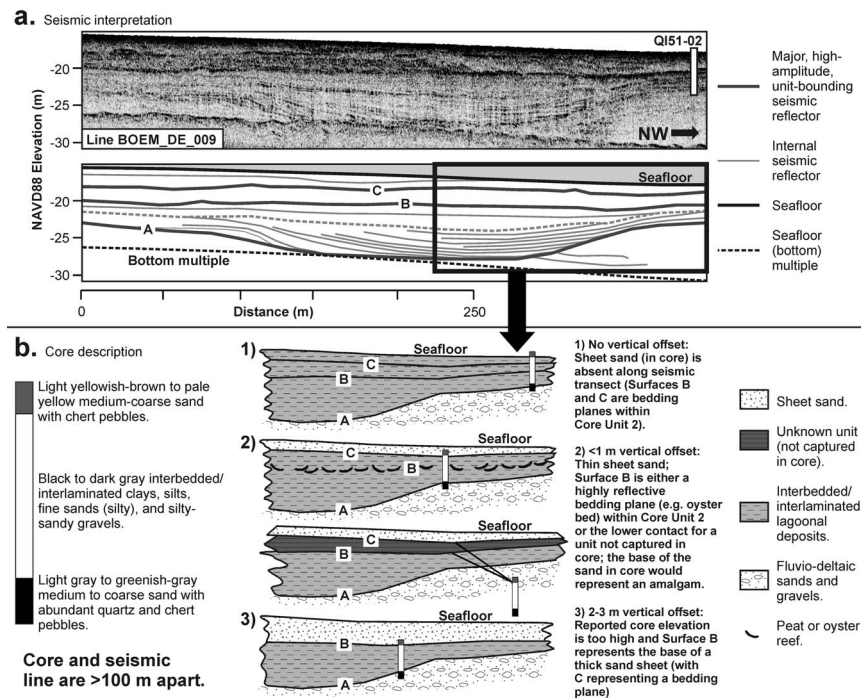 a. Seismic interpretation
QI51-02
-20
-25
-30
Line BOEM_DE_009
NW
NAVD88 Elevation (m)
Seafloor
C
B
A
Bottom multiple
-20
-25
-30
0
Distance (m)
250
Major, high-
amplitude,
unit-bounding
seismic
reflector
Internal
seismic
reflector
Seafloor
Seafloor
(bottom)
multiple
b. Core description
Light yellowish-brown to pale
yellow medium-coarse sand
with chert pebbles.
Black to dark gray interbedded/
interlaminated clays, silts,
fine sands (silty), and silty-
sandy gravels.
Light gray to greenish-gray
medium to coarse sand with
abundant quartz and chert
pebbles.
Core and seismic
line are >100 m apart.
1)
Seafloor
C
B
A
2)
Seafloor
C
B
A
Seafloor
C
B
A
3)
Seafloor
B
A
1) No vertical offset:
Sheet sand (in core) is
absent along seismic
transect (Surfaces B
and C are bedding
planes within
Core Unit 2).
2) <1 m vertical offset:
Thin sheet sand;
Surface B is either a
highly reflective
bedding plane (e.g. oyster
bed) within Core Unit 2
or the lower contact for a
unit not captured in
core; the base of the
sand in core would
represent an amalgam.
3) 2-3 m vertical offset:
Reported core elevation
is too high and Surface B
represents the base of a
thick sand sheet (with
C representing a bedding
plane)
Sheet sand.
Unknown unit
(not captured
in core).
Interbedded/
interlaminated
lagoonal
deposits.
Fluvio-deltaic
sands and
gravels.
Peat or oyster
reef.